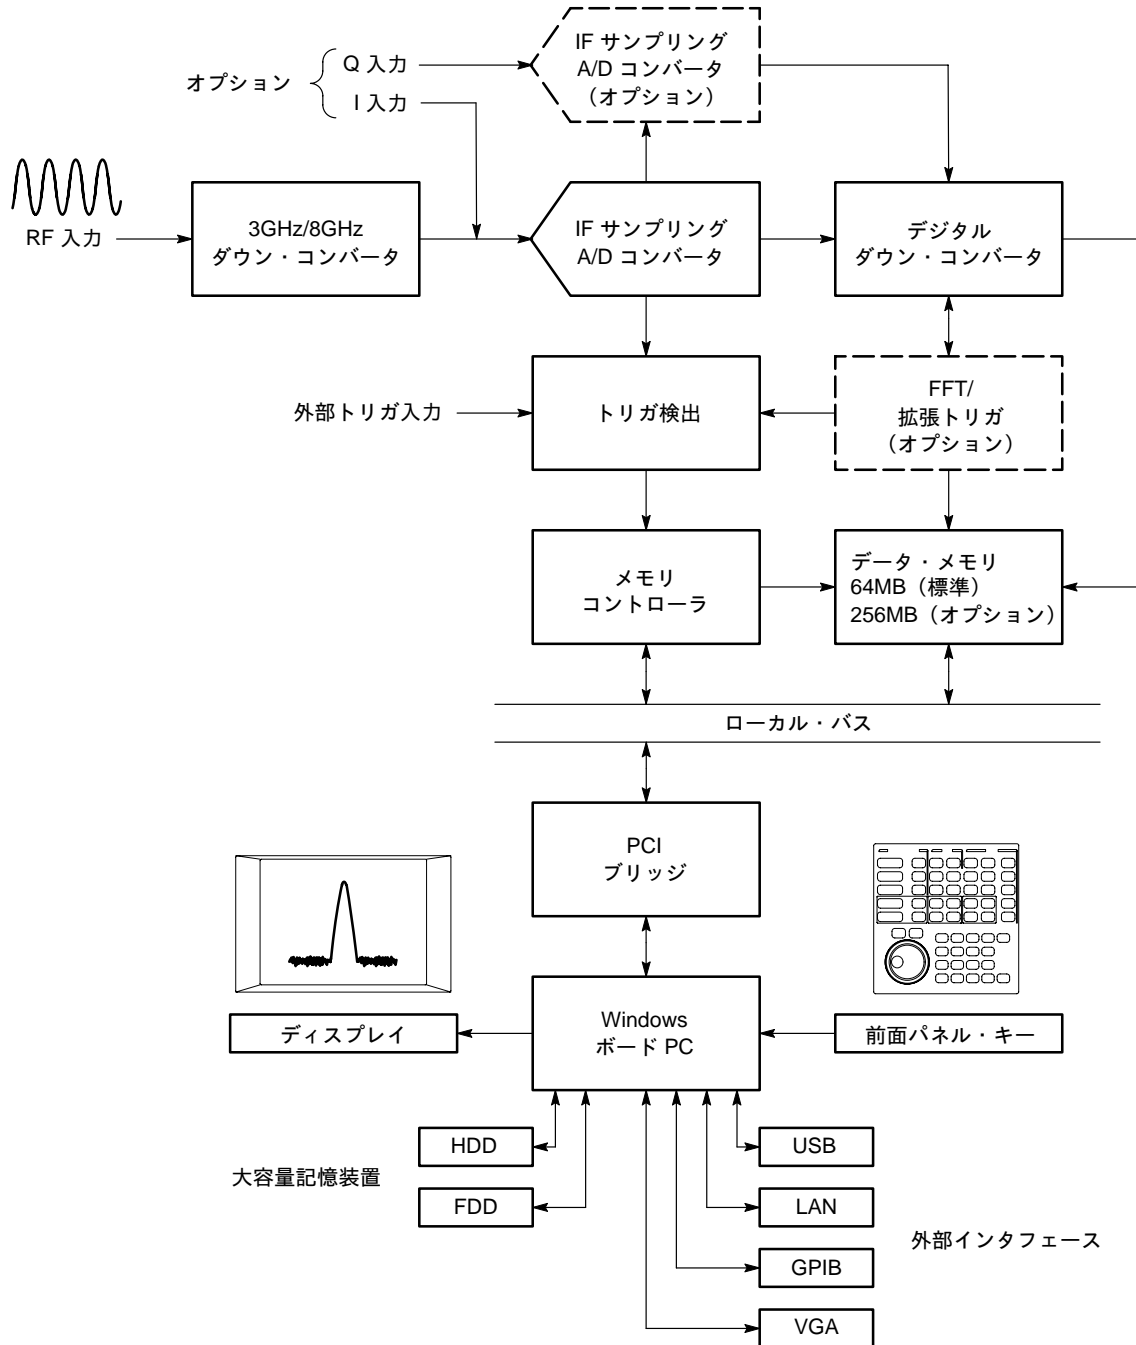 IF サンプリング
A/D コンバータ
（オプション）
オプション
Q 入力
I 入力
RF 入力
3GHz/8GHz
ダウン・コンバータ
IF サンプリング
A/D コンバータ
デジタル
ダウン・コンバータ
外部トリガ入力
トリガ検出
FFT/
拡張トリガ
（オプション）
メモリ
コントローラ
データ・メモリ
64MB（標準）
256MB（オプション）
ローカル・バス
PCI
ブリッジ
ディスプレイ
Windows
ボード PC
前面パネル・キー
大容量記憶装置
HDD
FDD
USB
LAN
GPIB
VGA
外部インタフェース